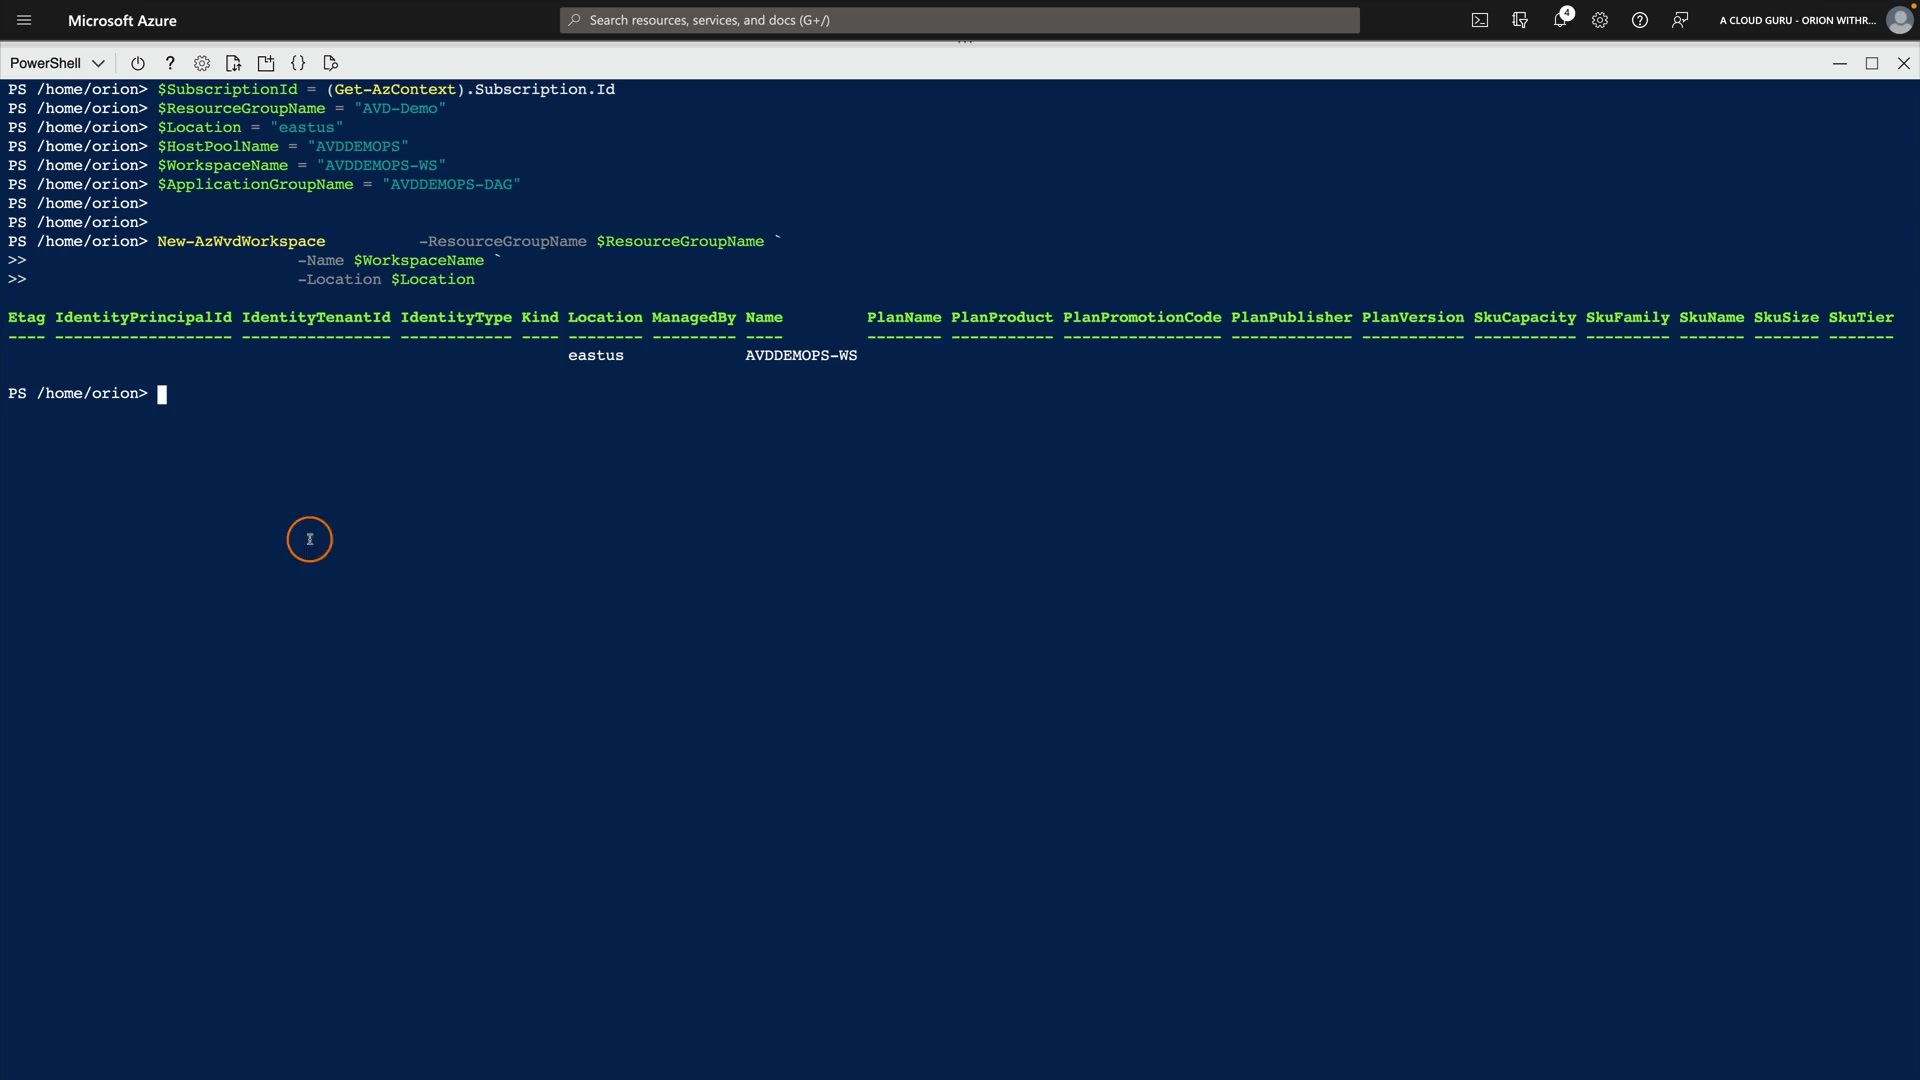 Microsoft Azure
Search resources, services, and docs (G+/)
4
A CLOUD GURU - ORION WITHR...
PowerShell
PS /home/orion> $SubscriptionId = (Get-AzContext).Subscription.Id
PS /home/orion> $ResourceGroupName = "AVD-Demo"
PS /home/orion> $Location = "eastus"
PS /home/orion> $HostPoolName = "AVDDEMOPS"
PS /home/orion> $WorkspaceName = "AVDDEMOPS-WS"
PS /home/orion> $ApplicationGroupName = "AVDDEMOPS-DAG"
PS /home/orion>
PS /home/orion>
PS /home/orion> New-AzWvdWorkspace -ResourceGroupName $ResourceGroupName `
>> -Name $WorkspaceName `
>> -Location $Location
Etag IdentityPrincipalId IdentityTenantId IdentityType Kind Location ManagedBy Name PlanName PlanProduct PlanPromotionCode PlanPublisher PlanVersion SkuCapacity SkuFamily SkuName SkuSize SkuTier
---- ------------------- ---------------- ------------ ---- -------- --------- ---- -------- ----------- ----------------- ------------- ----------- ----------- --------- ------- ------- -------
eastus AVDDEMOPS-WS
PS /home/orion>